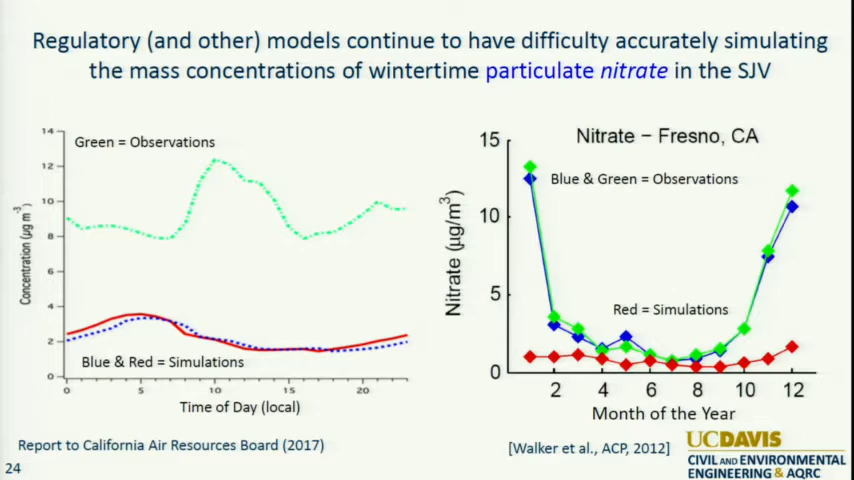 Regulatory (and other) models continue to have difficulty accurately simulating
the mass concentrations of wintertime particulate nitrate in the SJV
Green = Observations
Concentration (µg m-3)
14
12
10
8
6
4
2
0
Blue & Red = Simulations
0
5
10
15
20
Time of Day (local)
Report to California Air Resources Board (2017)
Nitrate − Fresno, CA
Blue & Green = Observations
Nitrate (µg/m3)
15
10
5
0
Red = Simulations
2
4
6
8
10
12
Month of the Year
[Walker et al., ACP, 2012]
UCDAVIS
CIVIL AND ENVIRONMENTAL
ENGINEERING & AQRC
24